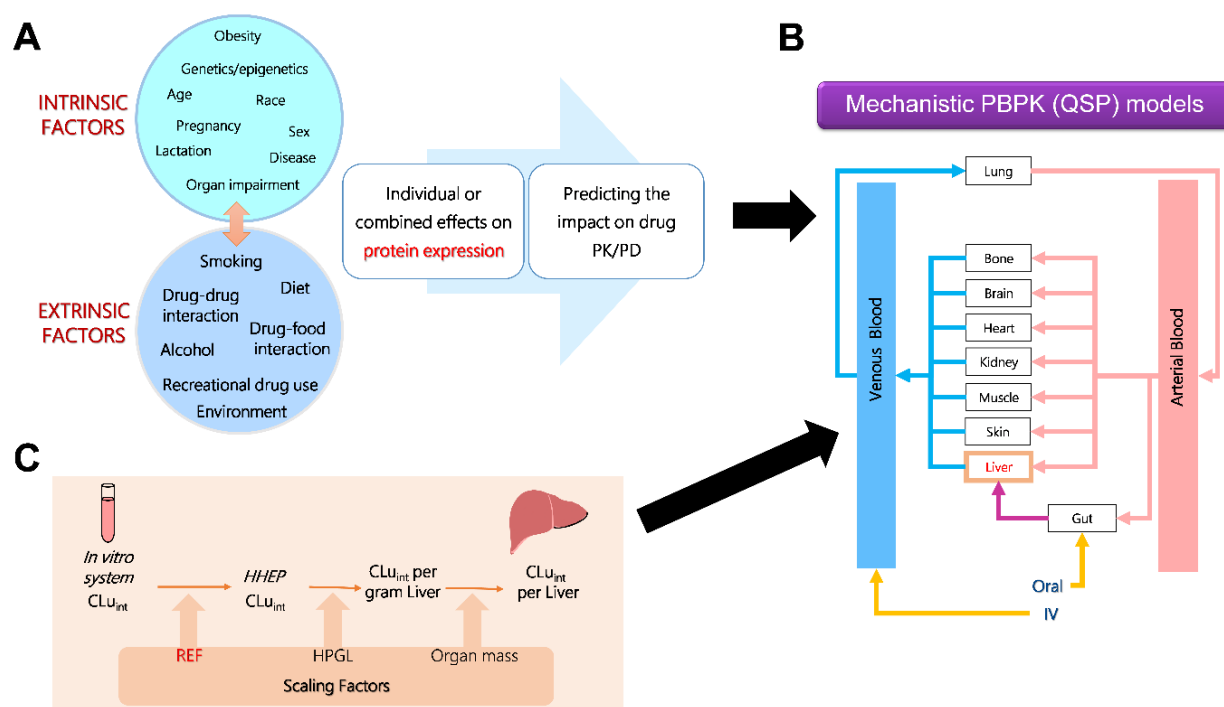 A
INTRINSIC
FACTORS
Obesity
Genetics/epigenetics
Age
Race
Pregnancy
Sex
Lactation
Disease
Organ impairment
EXTRINSIC
FACTORS
Smoking
Drug-drug
interaction
Diet
Drug-food
interaction
Alcohol
Recreational drug use
Environment
Individual or
combined effects on
protein expression
Predicting the
impact on drug
PK/PD
B
Mechanistic PBPK (QSP) models
Venous Blood
Arterial Blood
Lung
Bone
Brain
Heart
Kidney
Muscle
Skin
Liver
Gut
Oral
IV
C
In vitro
system
CLu_int
HHEP
CLu_int
CLu_int per
gram Liver
CLu_int
per Liver
REF
HPGL
Organ mass
Scaling Factors